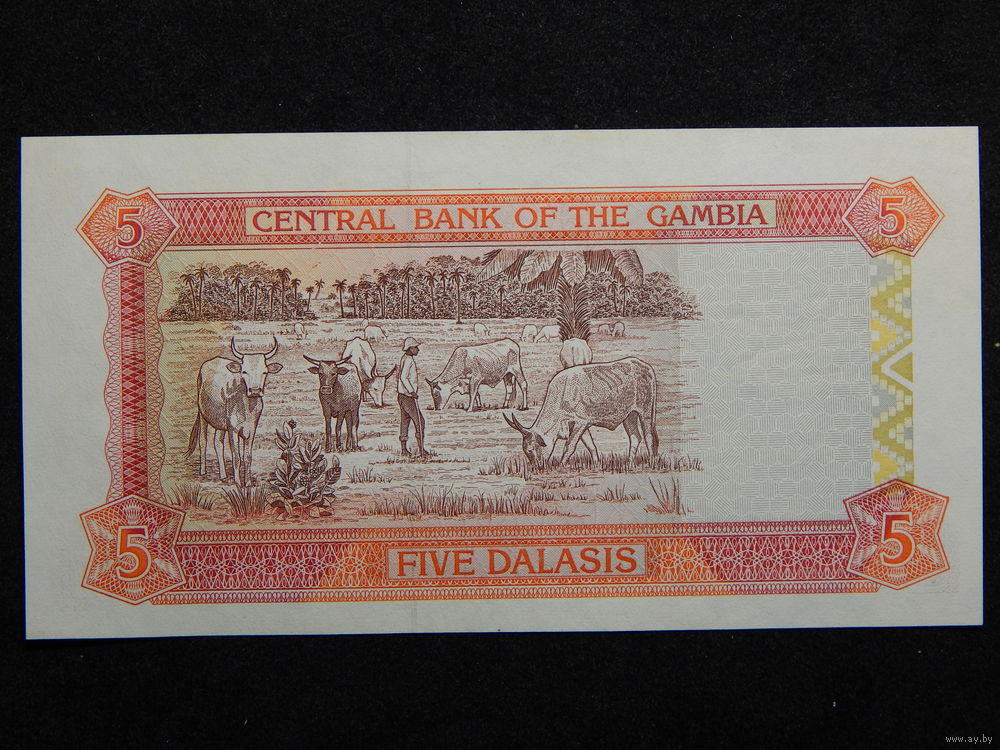 5 CENTRAL BANK OF THE GAMBIA 5
5 FIVE DALASIS 5
www.ay.by